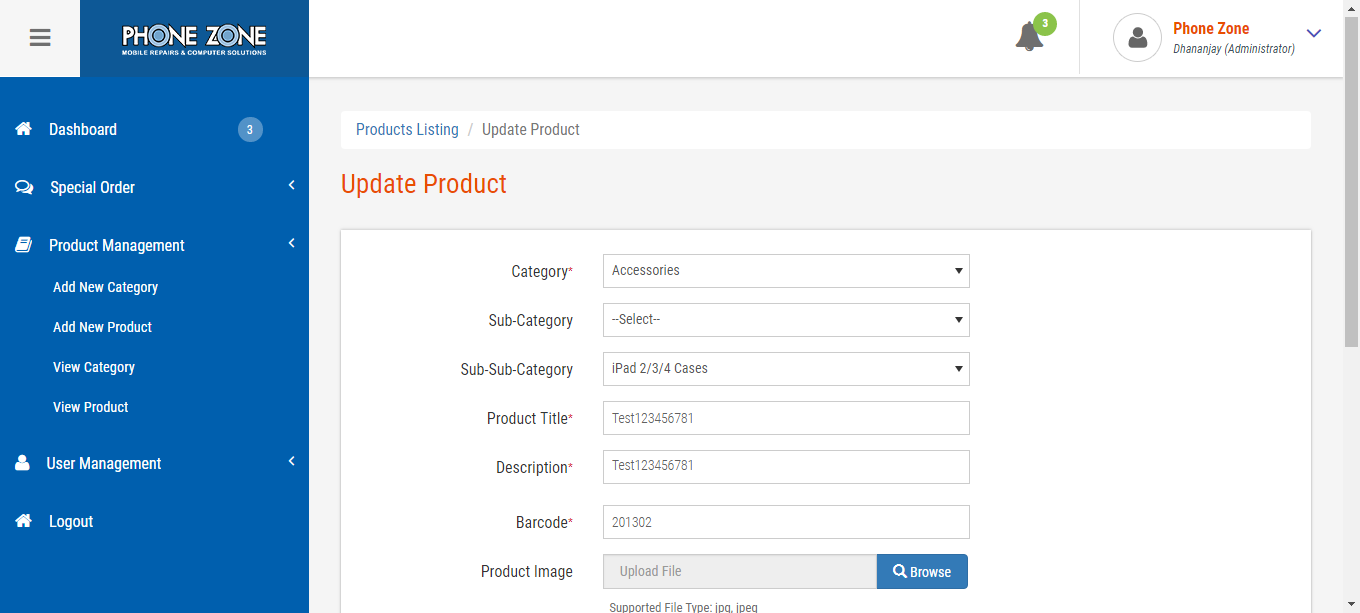 PHONE ZONE
MOBILE REPAIRS & COMPUTER SOLUTIONS
3
Phone Zone
Dhananjay (Administrator)
Dashboard 3
Special Order
Product Management
Add New Category
Add New Product
View Category
View Product
User Management
Logout
Products Listing / Update Product
Update Product
Category* Accessories
Sub-Category --Select--
Sub-Sub-Category iPad 2/3/4 Cases
Product Title* Test123456781
Description* Test123456781
Barcode* 201302
Product Image Upload File Browse
Supported File Type: jpg, jpeg